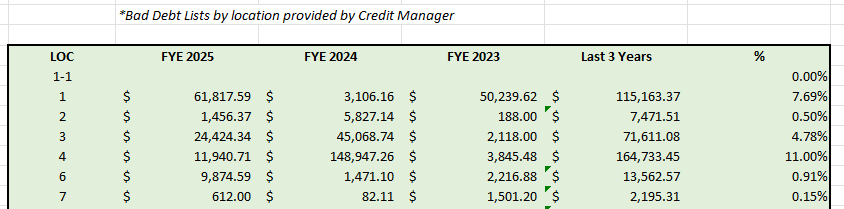 *Bad Debt Lists by location provided by Credit Manager
LOC FYE 2025 FYE 2024 FYE 2023 Last 3 Years %
1-1 0.00%
1 $ 61,817.59 $ 3,106.16 $ 50,239.62 $ 115,163.37 7.69%
2 $ 1,456.37 $ 5,827.14 $ 188.00 $ 7,471.51 0.50%
3 $ 24,424.34 $ 45,068.74 $ 2,118.00 $ 71,611.08 4.78%
4 $ 11,940.71 $ 148,947.26 $ 3,845.48 $ 164,733.45 11.00%
6 $ 9,874.59 $ 1,471.10 $ 2,216.88 $ 13,562.57 0.91%
7 $ 612.00 $ 82.11 $ 1,501.20 $ 2,195.31 0.15%